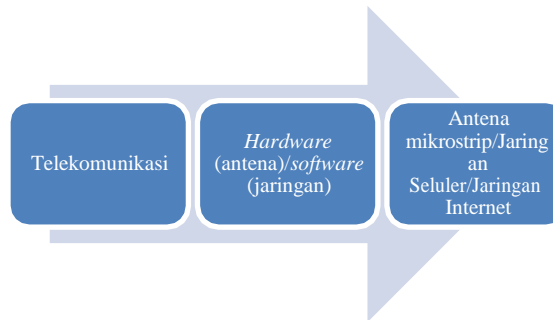 Telekomunikasi
Hardware
(antena)/software
(jaringan)
Antena
mikrostrip/Jaring
an
Seluler/Jaringan
Internet